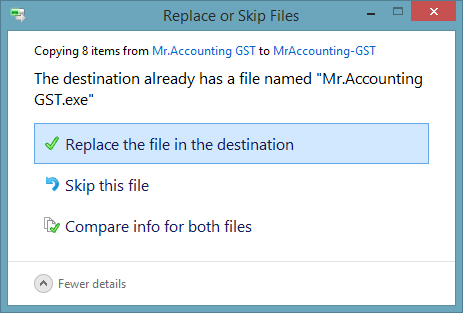 Replace or Skip Files
Copying 8 items from Mr.Accounting GST to MrAccounting-GST
The destination already has a file named "Mr.Accounting
GST.exe"
Replace the file in the destination
Skip this file
Compare info for both files
Fewer details